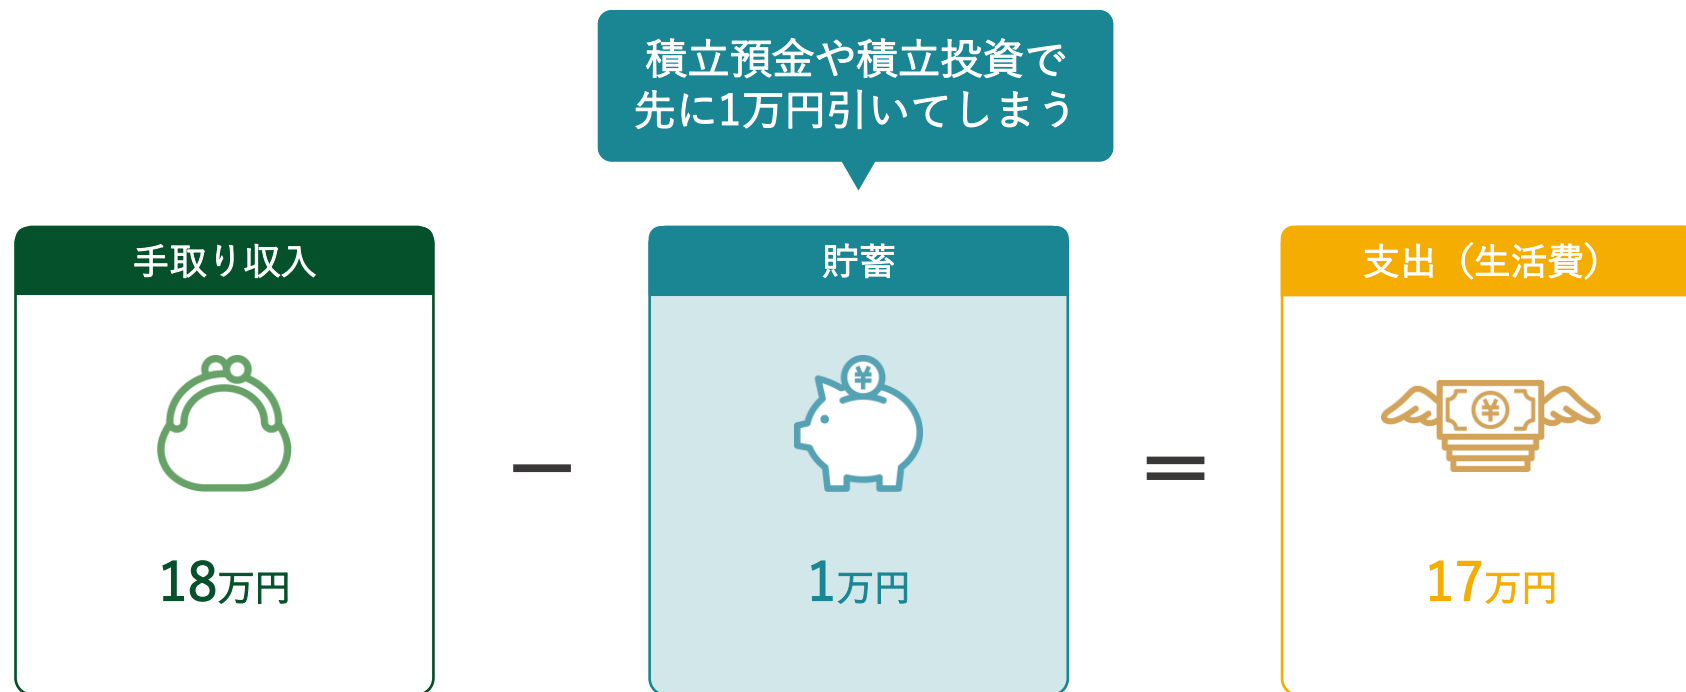 積立預金や積立投資で
先に1万円引いてしまう
手取り収入
貯蓄
支出（生活費）
¥
¥
－
＝
18万円
1万円
17万円